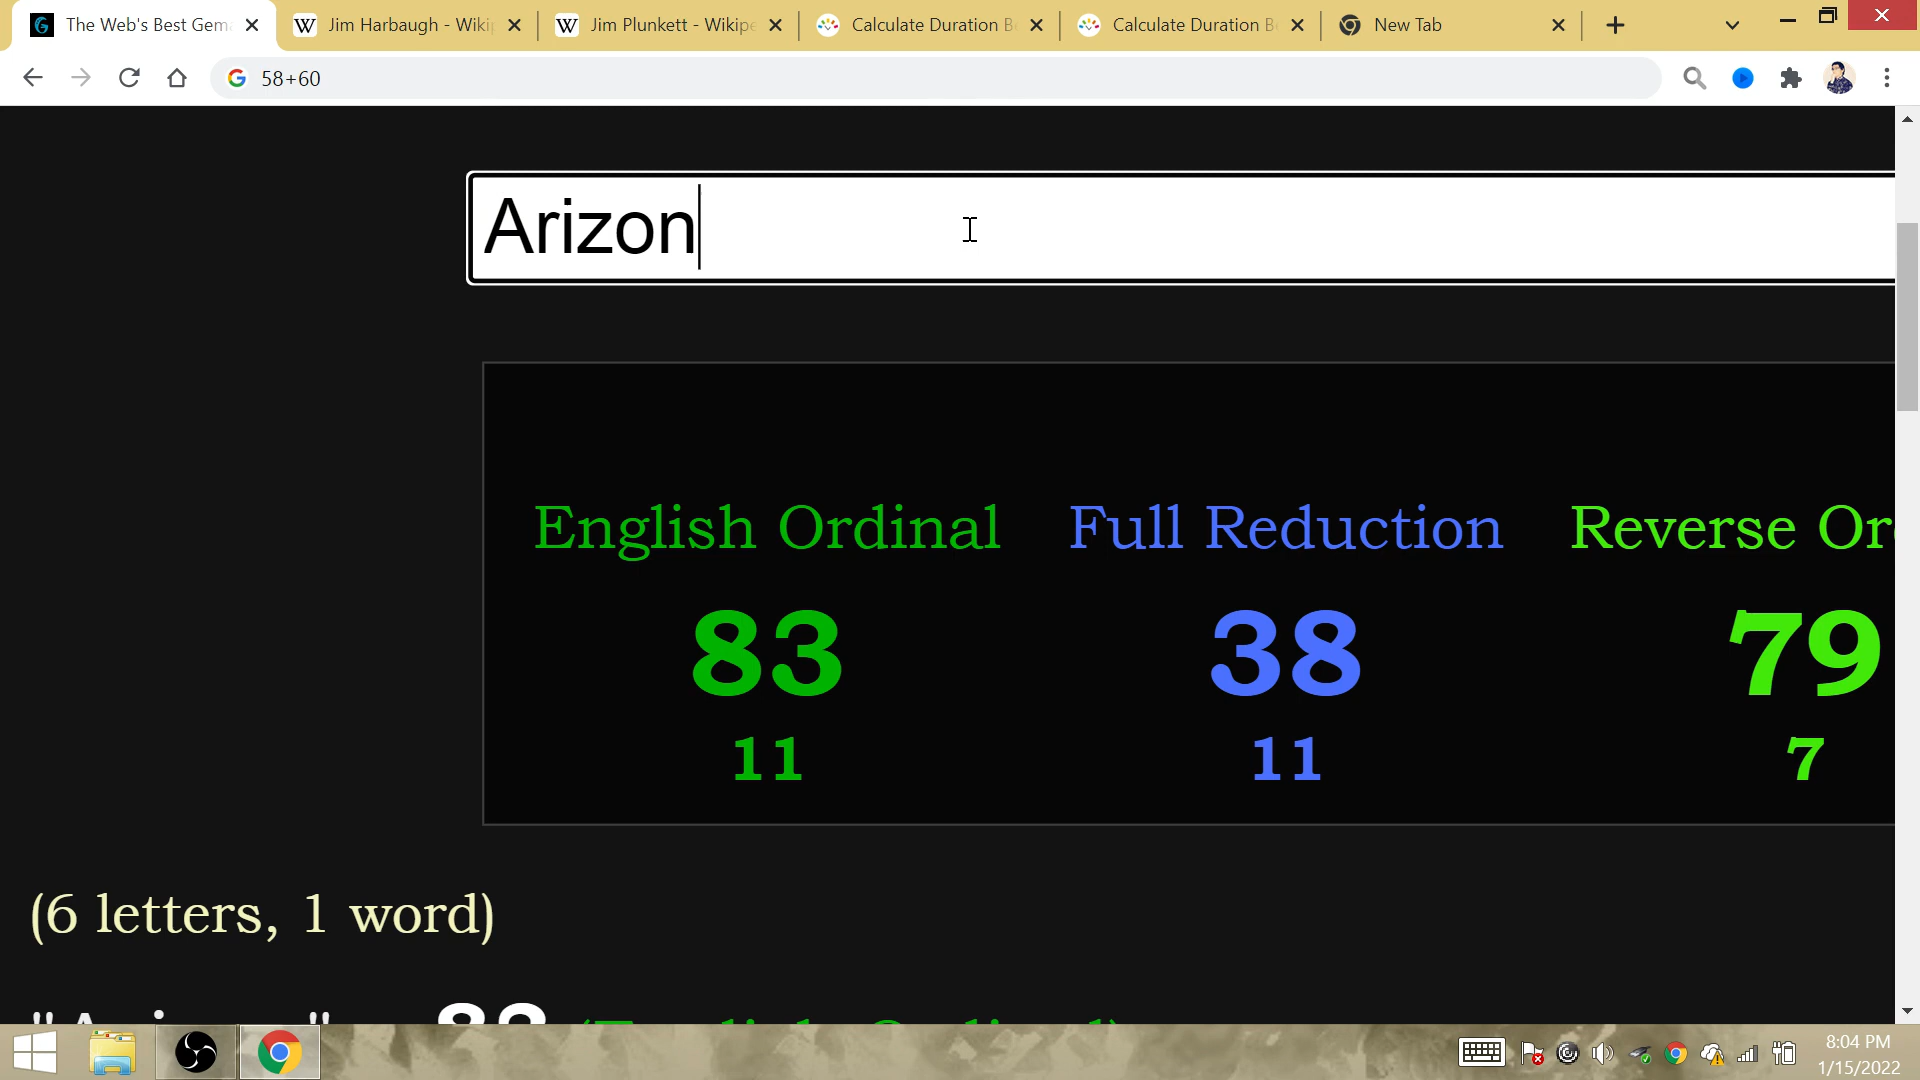 The Web's Best Gem
Jim Harbaugh - Wiki
Jim Plunkett - Wikipe
Calculate Duration B
Calculate Duration B
New Tab
58+60
Arizon
English Ordinal
Full Reduction
Reverse Or
83
38
79
11
11
7
(6 letters, 1 word)
8:04 PM
1/15/2022